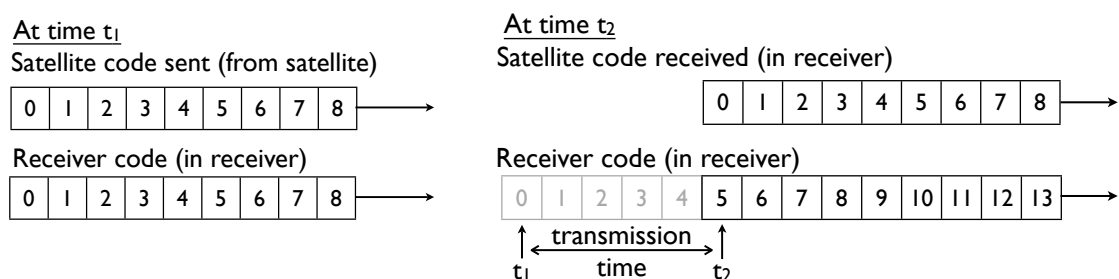 At time t1
Satellite code sent (from satellite)
0 1 2 3 4 5 6 7 8
Receiver code (in receiver)
0 1 2 3 4 5 6 7 8
At time t2
Satellite code received (in receiver)
0 1 2 3 4 5 6 7 8
Receiver code (in receiver)
0 1 2 3 4 5 6 7 8 9 10 11 12 13
transmission
t1 time t2